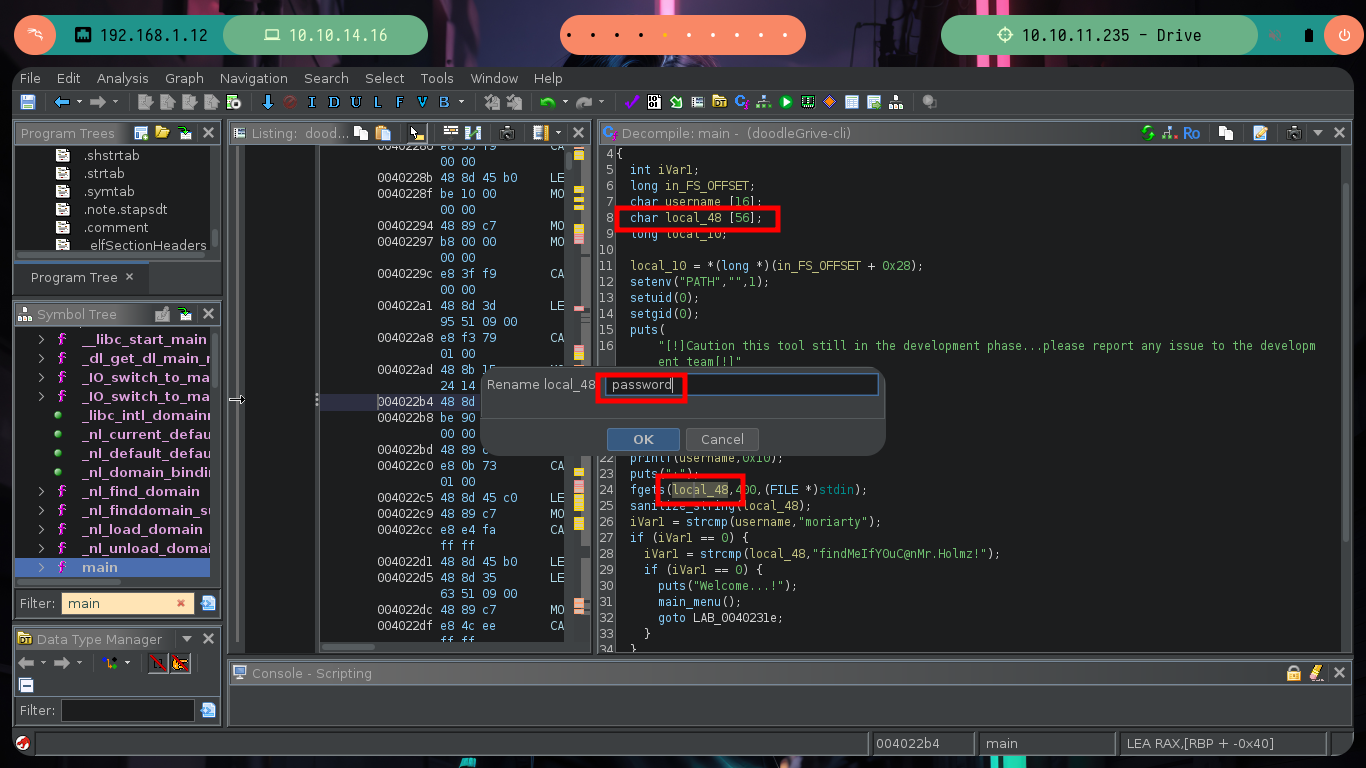 192.168.1.12
10.10.14.16
10.10.11.235 - Drive
File Edit Analysis Graph Navigation Search Select Tools Window Help
I D U L F V B
Program Trees
.shstrtab
.strtab
.symtab
.note.stapsdt
.comment
_elfSectionHeaders
Program Tree ×
Symbol Tree
__libc_start_main
_dl_get_dl_main_r
_IO_switch_to_ma
_IO_switch_to_ma
_libc_intl_domainn
_nl_current_defau
_nl_default_defau
_nl_domain_bindin
_nl_find_domain
_nl_finddomain_su
_nl_load_domain
_nl_unload_domai
main
Filter: main
Data Type Manager
Filter:
Listing: dood...
00 00
0040228b 48 8d 45 b0 LE
0040228f be 10 00 MO
00 00
00402294 48 89 c7 MO
00402297 b8 00 00 MO
00 00
0040229c e8 3f f9 CA
00 00
004022a1 48 8d 3d LE
95 51 09 00
004022a8 e8 f3 79 CA
01 00
004022ad 48 8b 15
24 14
004022b4 48 8d
004022b8 be 90
00 00
004022bd 48 89
004022c0 e8 0b 73 CA
01 00
004022c5 48 8d 45 c0 LE
004022c9 48 89 c7 MO
004022cc e8 e4 fa CA
ff ff
004022d1 48 8d 45 b0 LE
004022d5 48 8d 35 LE
63 51 09 00
004022dc 48 89 c7 MO
004022df e8 4c ee CA
ff ff
Decompile: main - (doodleGrive-cli)
Ro
4 {
5 int iVar1;
6 long in_FS_OFFSET;
7 char username [16];
8 char local_48 [56];
9 long local_10;
10
11 local_10 = *(long *)(in_FS_OFFSET + 0x28);
12 setenv("PATH","",1);
13 setuid(0);
14 setgid(0);
15 puts(
16 "[!]Caution this tool still in the development phase...please report any issue to the developm
ent team[!]"
Rename local_48: password
OK Cancel
22 printf(username,0x10);
23 puts(
24 fgets(local_48,400,(FILE *)stdin);
25 sanitize_string(local_48);
26 iVar1 = strcmp(username,"moriarty");
27 if (iVar1 == 0) {
28 iVar1 = strcmp(local_48,"findMeIfY0uC@nMr.Holmz!");
29 if (iVar1 == 0) {
30 puts("Welcome...!");
31 main_menu();
32 goto LAB_0040231e;
33 }
34 }
Console - Scripting
004022b4
main
LEA RAX,[RBP + -0x40]